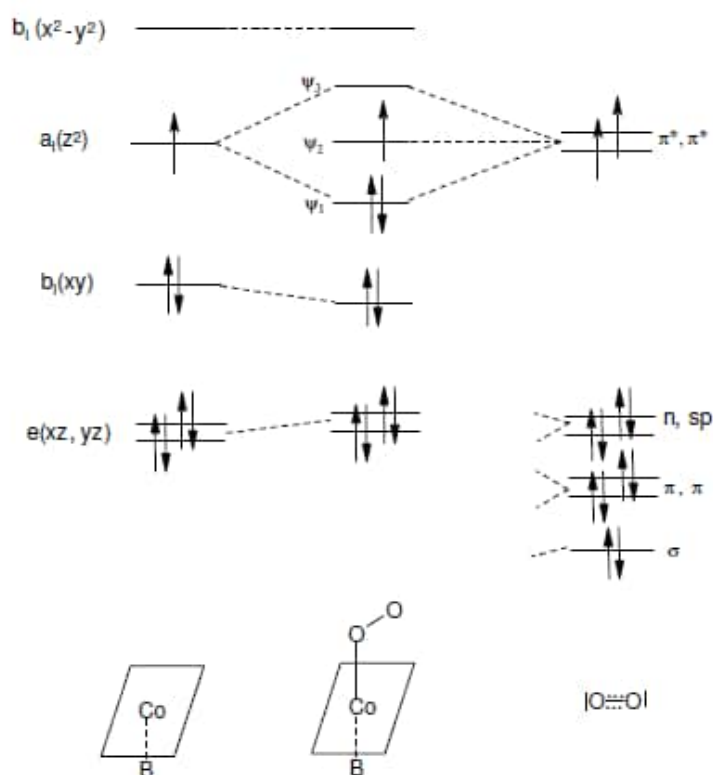 b₁(x²-y²)
ψ₃
a₁(z²)
ψ₂
π*, π*
ψ₁
b₁(xy)
e(xz, yz)
n, sp
π, π
σ
O
O
Co
Co
|O=O|
B
B